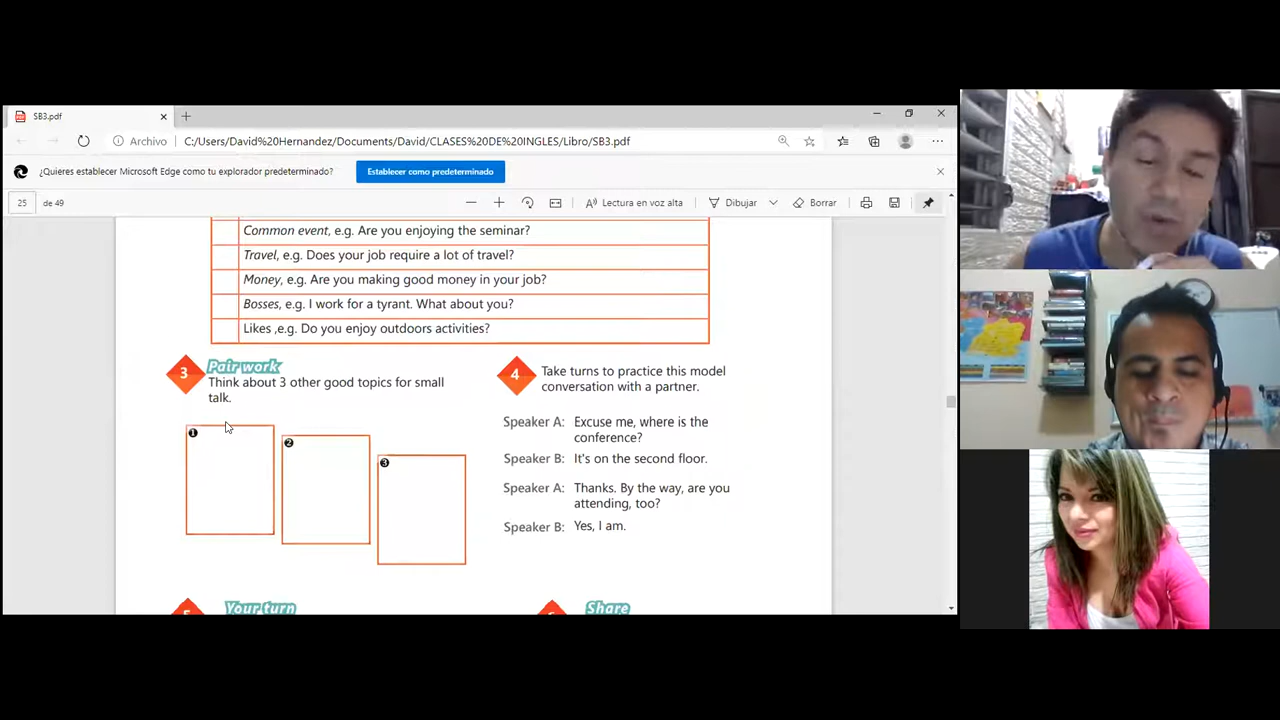 SB3.pdf
Archivo
C:/Users/David%20Hernandez/Documents/David/CLASES%20DE%20INGLES/Libro/SB3.pdf
¿Quieres establecer Microsoft Edge como tu explorador predeterminado?
Establecer como predeterminado
25 de 49
Lectura en voz alta
Dibujar
Borrar
Common event, e.g. Are you enjoying the seminar?
Travel, e.g. Does your job require a lot of travel?
Money, e.g. Are you making good money in your job?
Bosses, e.g. I work for a tyrant. What about you?
Likes ,e.g. Do you enjoy outdoors activities?
3 Pair work
Think about 3 other good topics for small
talk.
1
2
3
4 Take turns to practice this model
conversation with a partner.
Speaker A: Excuse me, where is the
conference?
Speaker B: It's on the second floor.
Speaker A: Thanks. By the way, are you
attending, too?
Speaker B: Yes, I am.
5 Your turn
6 Share